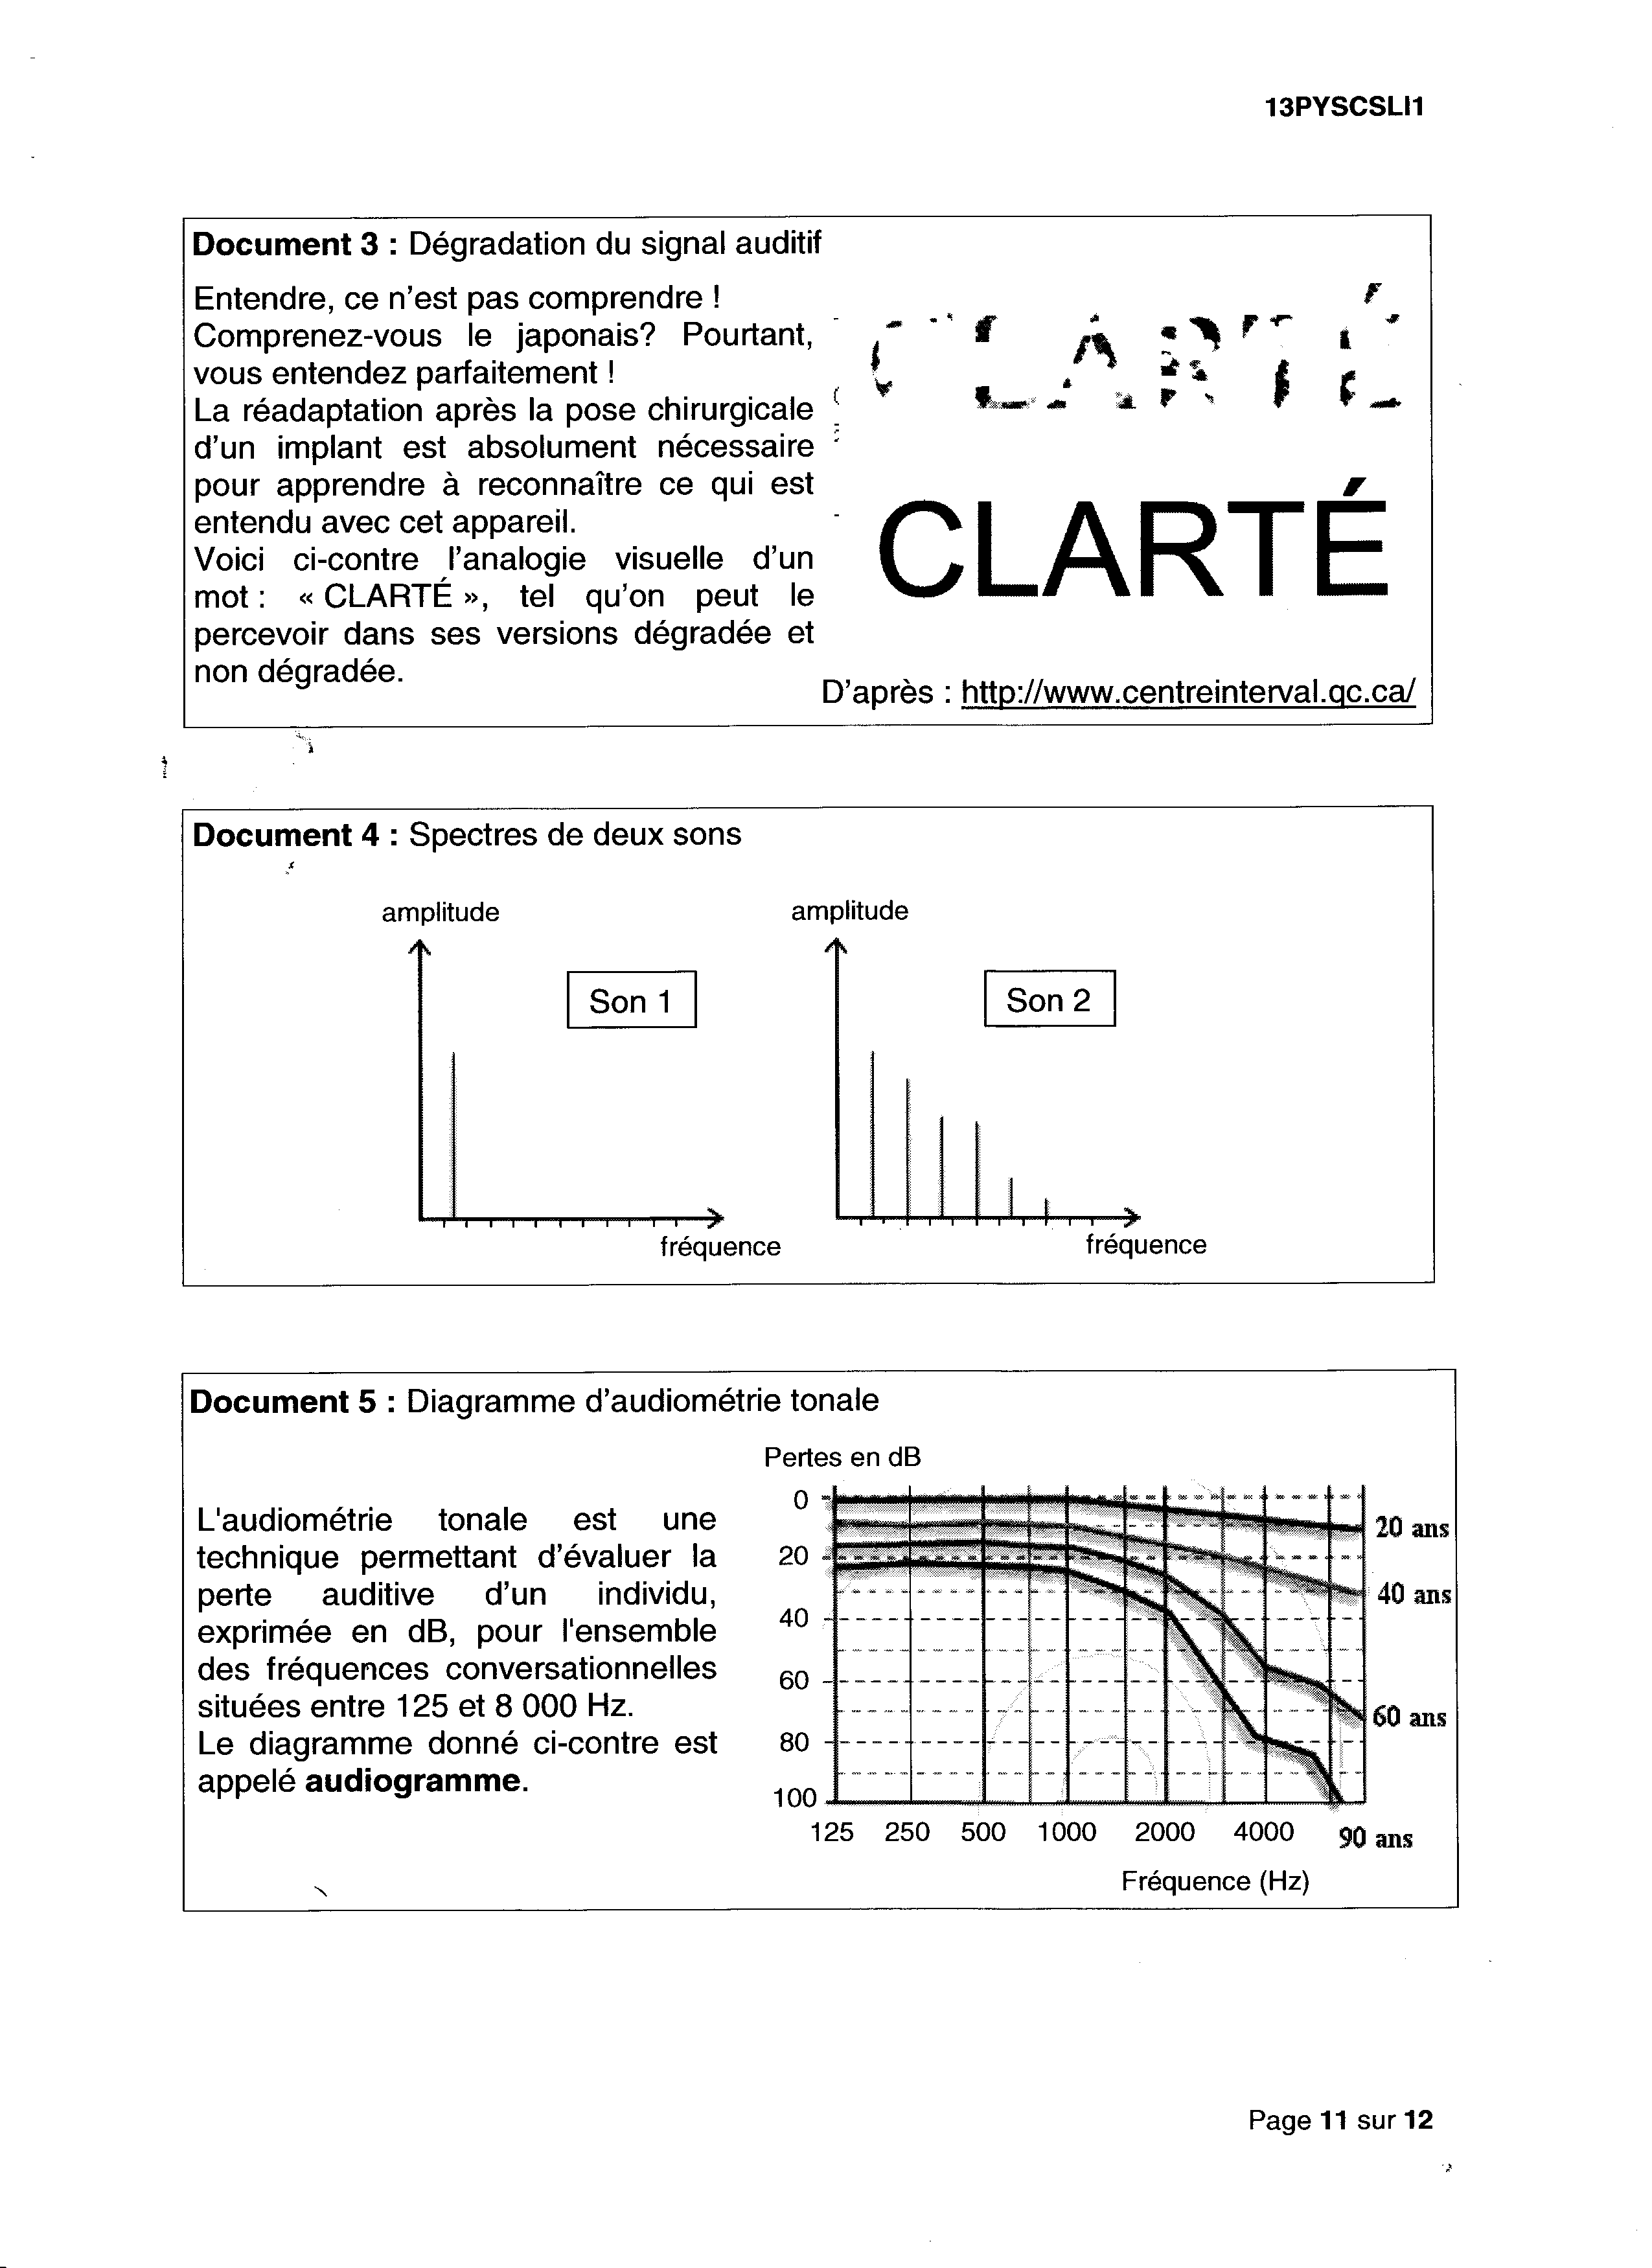 13PYSCSLI1
Document 3 : Dégradation du signal auditif
Entendre, ce n'est pas comprendre !
Comprenez-vous le japonais? Pourtant,
vous entendez parfaitement !
La réadaptation après la pose chirurgicale
d'un implant est absolument nécessaire
pour apprendre à reconnaître ce qui est
entendu avec cet appareil.
Voici ci-contre l'analogie visuelle d'un
mot : « CLARTÉ », tel qu'on peut le
percevoir dans ses versions dégradée et
non dégradée.
CLARTÉ
CLARTÉ
D'après : http://www.centreinterval.qc.ca/
Document 4 : Spectres de deux sons
amplitude
Son 1
fréquence
amplitude
Son 2
fréquence
Document 5 : Diagramme d'audiométrie tonale
L'audiométrie tonale est une
technique permettant d'évaluer la
perte auditive d'un individu,
exprimée en dB, pour l'ensemble
des fréquences conversationnelles
situées entre 125 et 8 000 Hz.
Le diagramme donné ci-contre est
appelé audiogramme.
Pertes en dB
0
20
40
60
80
100
20 ans
40 ans
60 ans
90 ans
125 250 500 1000 2000 4000
Fréquence (Hz)
Page 11 sur 12